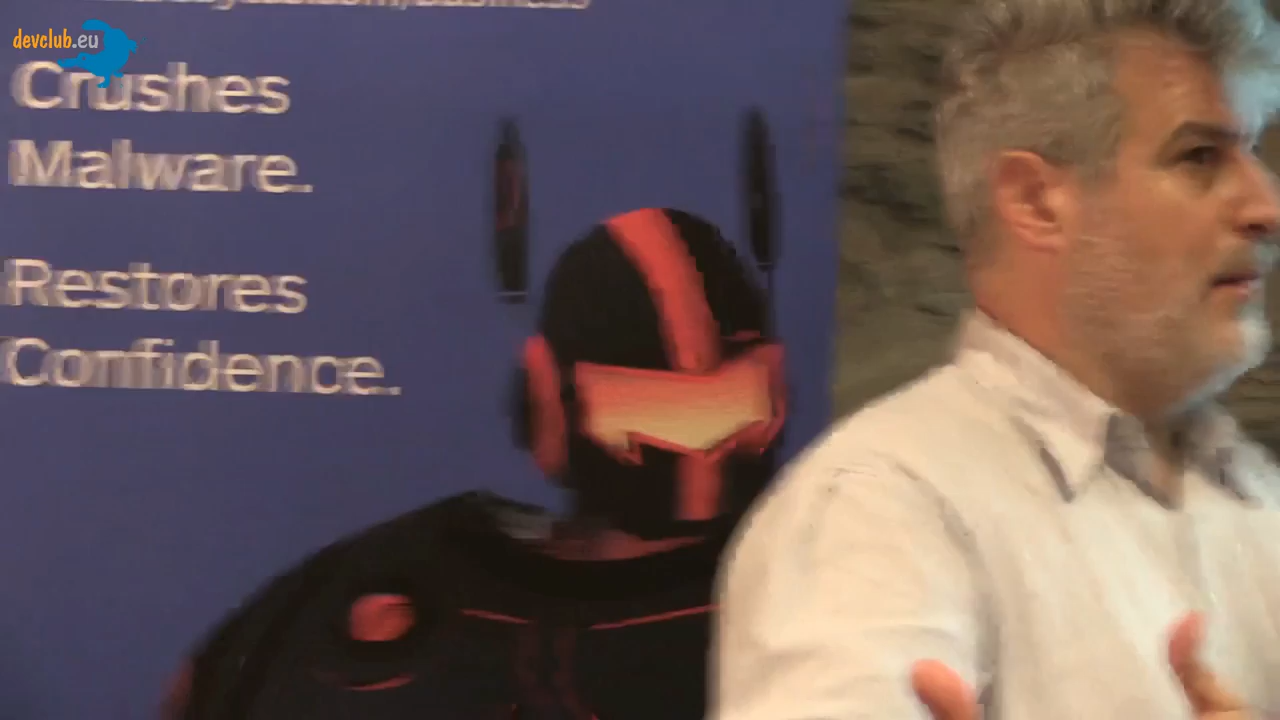 devclub.eu
Crushes
Malware.
Restores
Confidence.